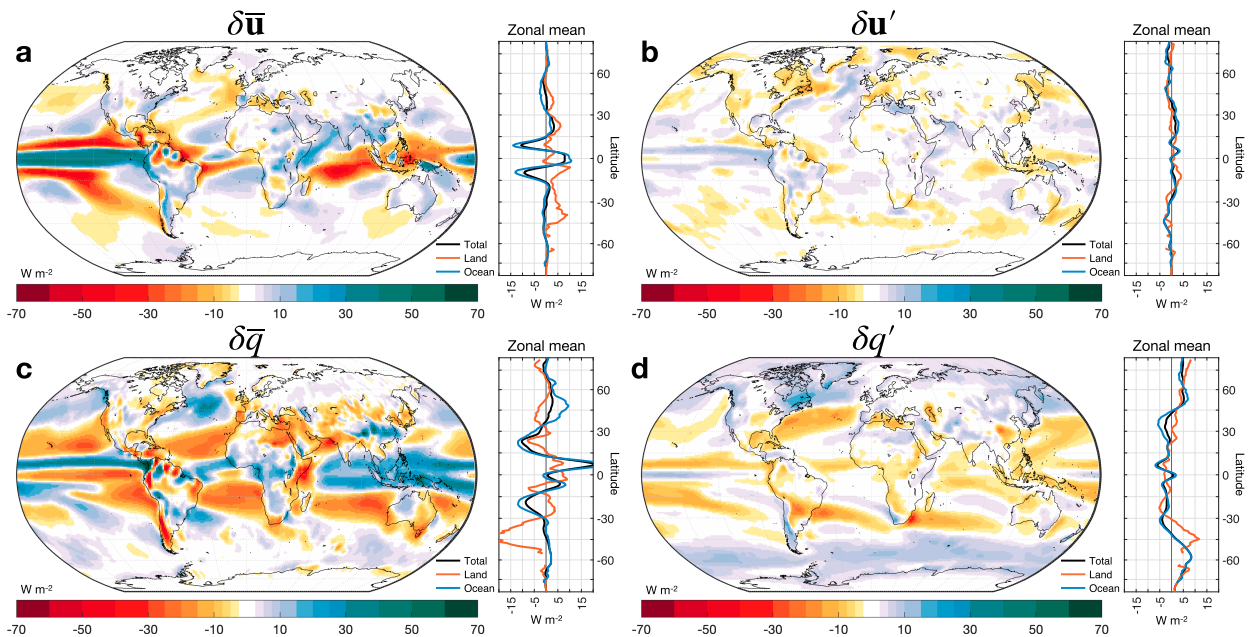 δu̅
a
Zonal mean
60
30
0
-30
-60
Latitude
Total
Land
Ocean
W m-2
-15
-5
5
15
W m-2
-70
-50
-30
-10
10
30
50
70
δu′
b
Zonal mean
60
30
0
-30
-60
Latitude
Total
Land
Ocean
W m-2
-15
-5
5
15
W m-2
-70
-50
-30
-10
10
30
50
70
δq̅
c
Zonal mean
60
30
0
-30
-60
Latitude
Total
Land
Ocean
W m-2
-15
-5
5
15
W m-2
-70
-50
-30
-10
10
30
50
70
δq′
d
Zonal mean
60
30
0
-30
-60
Latitude
Total
Land
Ocean
W m-2
-15
-5
5
15
W m-2
-70
-50
-30
-10
10
30
50
70